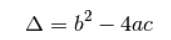 Δ = b² − 4ac